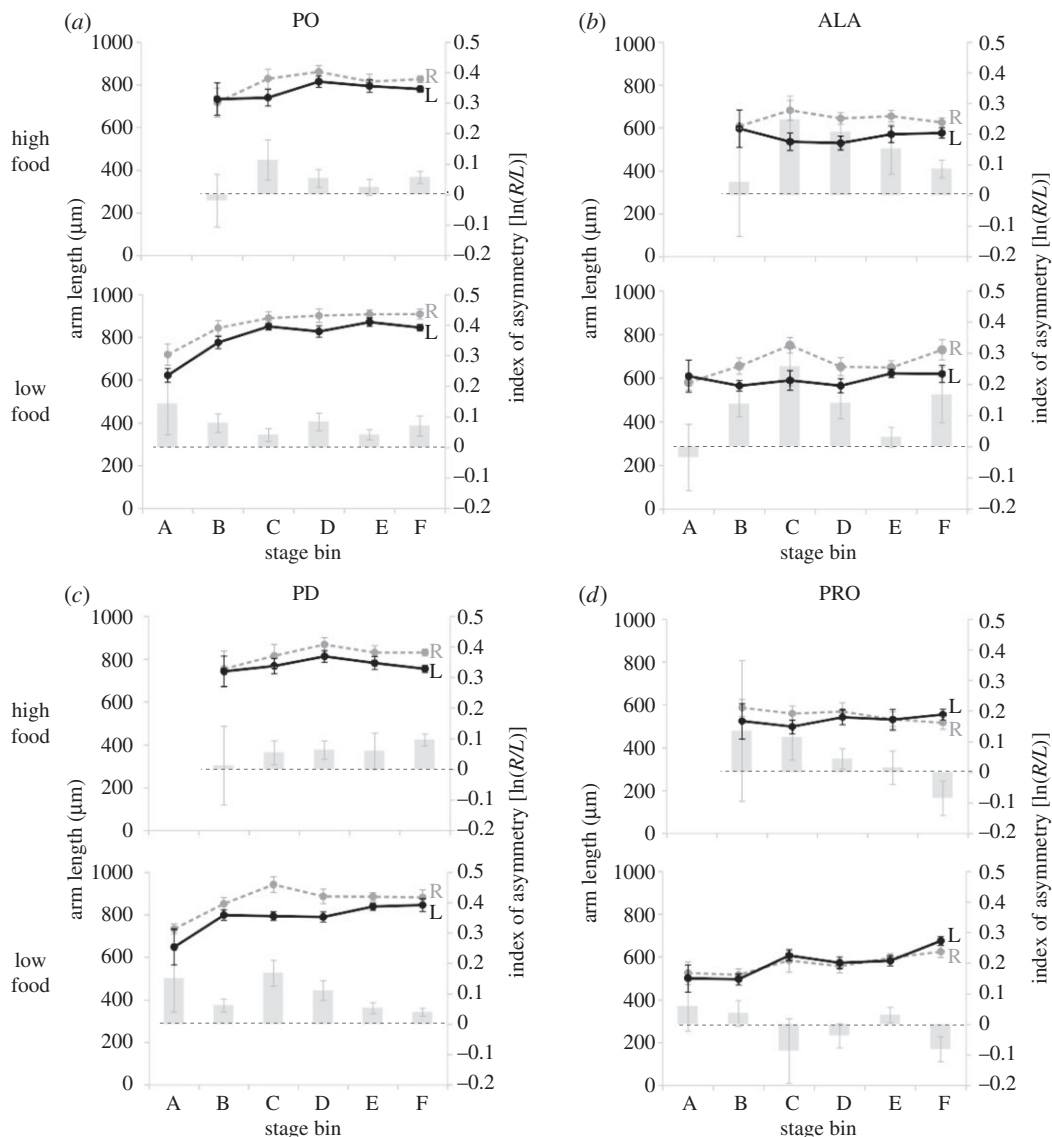 (a) PO
1000 0.5
800 0.4
R
L
0.3
high food 600 0.2
0.1
400 0
200 –0.1
0 –0.2
arm length (µm)
index of asymmetry [ln(R/L)]
1000 0.5
800 0.4
R
L
0.3
low food 600 0.2
0.1
400 0
200 –0.1
0 –0.2
A B C D E F
stage bin
(b) ALA
1000 0.5
800 0.4
0.3
R
L
600 0.2
0.1
400 0
200 –0.1
0 –0.2
arm length (µm)
index of asymmetry [ln(R/L)]
1000 0.5
800 0.4
R
L
0.3
600 0.2
0.1
400 0
200 –0.1
0 –0.2
A B C D E F
stage bin
(c) PD
1000 0.5
800 0.4
R
L
0.3
high food 600 0.2
0.1
400 0
200 –0.1
0 –0.2
arm length (µm)
index of asymmetry [ln(R/L)]
1000 0.5
800 0.4
R
L
0.3
low food 600 0.2
0.1
400 0
200 –0.1
0 –0.2
A B C D E F
stage bin
(d) PRO
1000 0.5
800 0.4
0.3
L
R
600 0.2
0.1
400 0
200 –0.1
0 –0.2
arm length (µm)
index of asymmetry [ln(R/L)]
1000 0.5
800 0.4
0.3
L
R
600 0.2
0.1
400 0
200 –0.1
0 –0.2
A B C D E F
stage bin